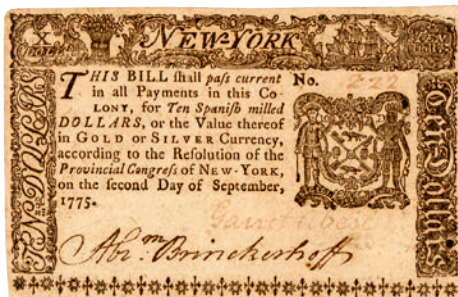 X
DOLS
NEW-YORK
THIS BILL ſhall paſs current
in all Payments in this Co-
LONY, for Ten Spaniſh milled
DOLLARS, or the Value thereof
in GOLD or SILVER Currency,
according to the Reſolution of the
Provincial Congreſs of NEW-YORK,
on the ſecond Day of September,
1775.
No.
TEN DOLLARS
Ten Dollars
Abr.m Brinckerhoff